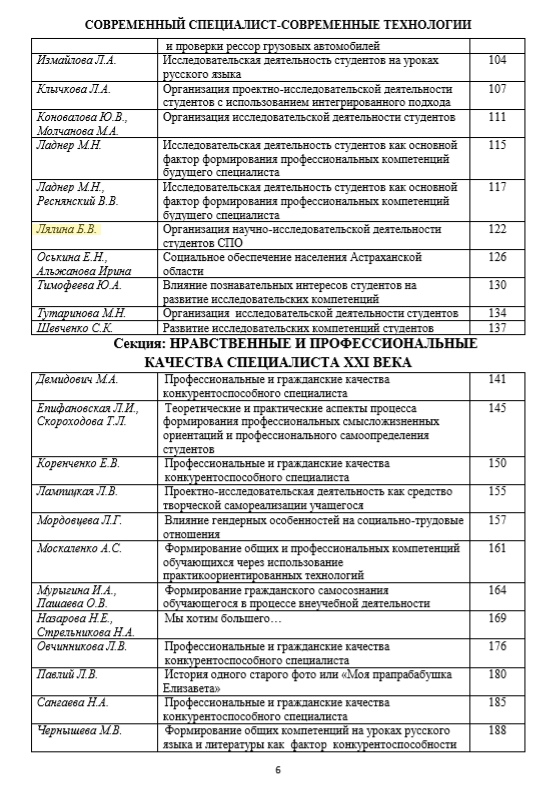 СОВРЕМЕННЫЙ СПЕЦИАЛИСТ-СОВРЕМЕННЫЕ ТЕХНОЛОГИИ
и проверки рессор грузовых автомобилей
Измайлова Л.А. Исследовательская деятельность студентов на уроках 104
русского языка
Клычкова Л.А. Организация проектно-исследовательской деятельности 107
студентов с использованием интегрированного подхода
Коновалова Ю.В., Организация исследовательской деятельности студентов 111
Молчанова М.А.
Ладнер М.Н. Исследовательская деятельность студентов как основной 115
фактор формирования профессиональных компетенций
будущего специалиста
Ладнер М.Н., Исследовательская деятельность студентов как основной 117
Реснянский В.В. фактор формирования профессиональных компетенций
будущего специалиста
Лялина Б.В. Организация научно-исследовательской деятельности 122
студентов СПО
Оськина Е.Н., Социальное обеспечение населения Астраханской 126
Альжанова Ирина области
Тимофеева Ю.А. Влияние познавательных интересов студентов на 130
развитие исследовательских компетенций
Тутаринова М.Н. Организация исследовательской деятельности студентов 134
Шевченко С.К. Развитие исследовательских компетенций студентов 137
Секция: НРАВСТВЕННЫЕ И ПРОФЕССИОНАЛЬНЫЕ
КАЧЕСТВА СПЕЦИАЛИСТА XXI ВЕКА
Демидович М.А. Профессиональные и гражданские качества 141
конкурентоспособного специалиста
Епифановская Л.И., Теоретические и практические аспекты процесса 145
Скороходова Т.Л. формирования профессиональных смысложизненных
ориентаций и профессионального самоопределения
студентов
Коренченко Е.В. Профессиональные и гражданские качества 150
конкурентоспособного специалиста
Лампицкая Л.В. Проектно-исследовательская деятельность как средство 155
творческой самореализации учащегося
Мордовцева Л.Г. Влияние гендерных особенностей на социально-трудовые 157
отношения
Москаленко А.С. Формирование общих и профессиональных компетенций 161
обучающихся через использование
практикоориентированных технологий
Мурыгина И.А., Формирование гражданского самосознания 164
Пашаева О.В. обучающегося в процессе внеучебной деятельности
Назарова Н.Е., Мы хотим большего… 169
Стрельникова Н.А.
Овчинникова Л.В. Профессиональные и гражданские качества 176
конкурентоспособного специалиста
Павлий Л.В. История одного старого фото или «Моя прапрабабушка 180
Елизавета»
Сангаева Н.А. Профессиональные и гражданские качества 185
конкурентоспособного специалиста
Чернышева М.В. Формирование общих компетенций на уроках русского 188
языка и литературы как фактор конкурентоспособности
6